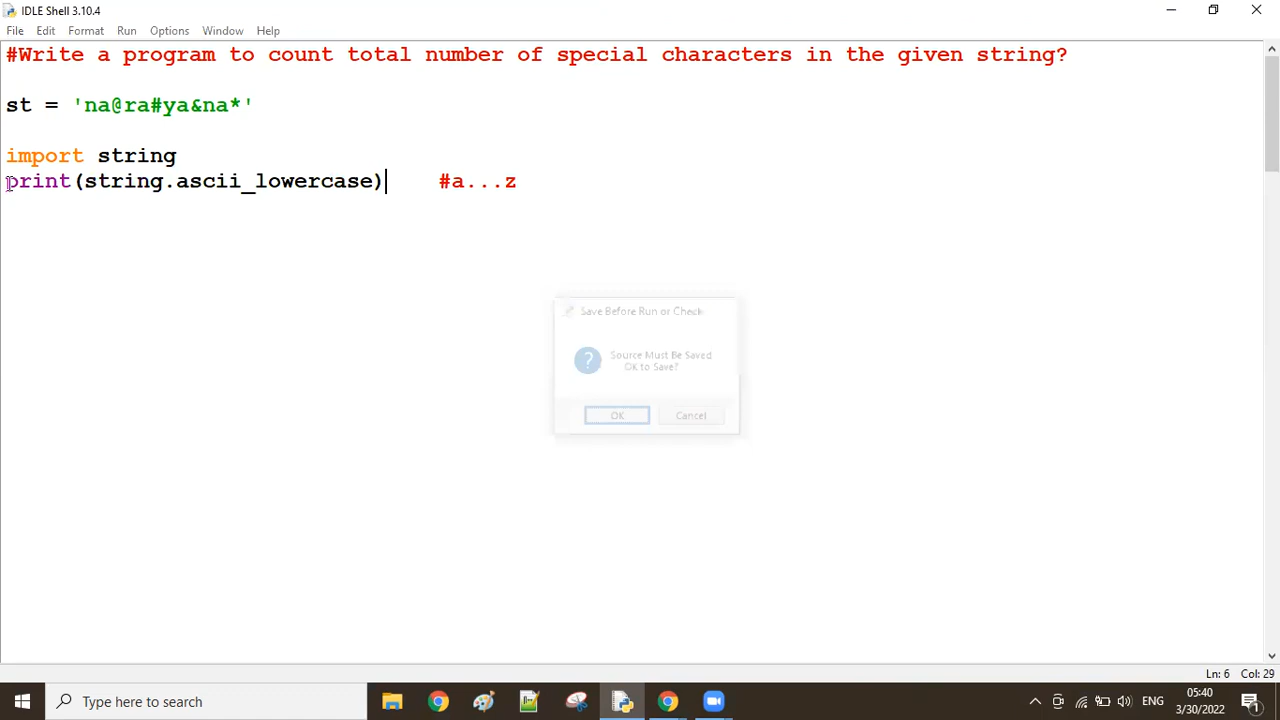 IDLE Shell 3.10.4
File Edit Format Run Options Window Help
#Write a program to count total number of special characters in the given string?
st = 'na@ra#ya&na*'
import string
print(string.ascii_lowercase) #a...z
Save Before Run or Check
Source Must Be Saved
OK to Save?
OK Cancel
Ln: 6 Col: 29
Type here to search
ENG
05:40
3/30/2022
1